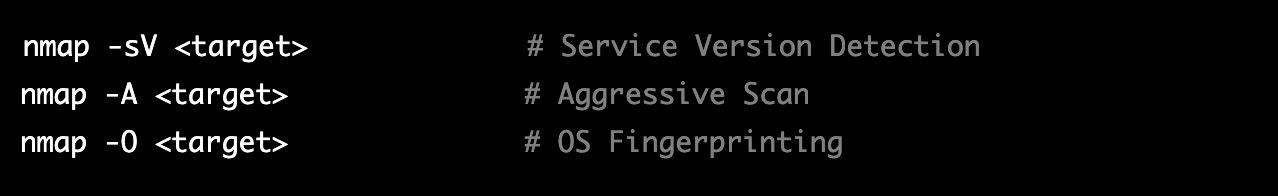 nmap -sV <target> # Service Version Detection
nmap -A <target> # Aggressive Scan
nmap -O <target> # OS Fingerprinting